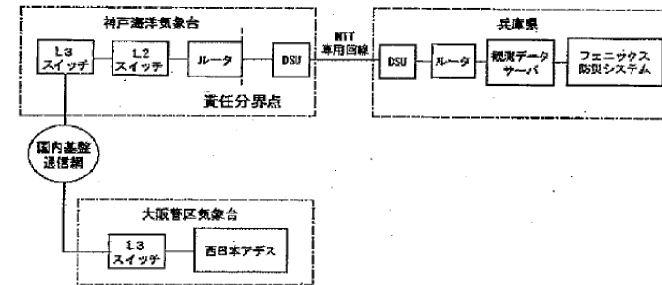 神戸海洋気象台
L3
スイッチ
L2
スイッチ
ルータ
DSU
責任分界点
NTT
専用回線
兵庫県
DSU
ルータ
観測データ
サーバ
フェニックス
防災システム
国内基盤
通信網
大阪管区気象台
L3
スイッチ
西日本アデス